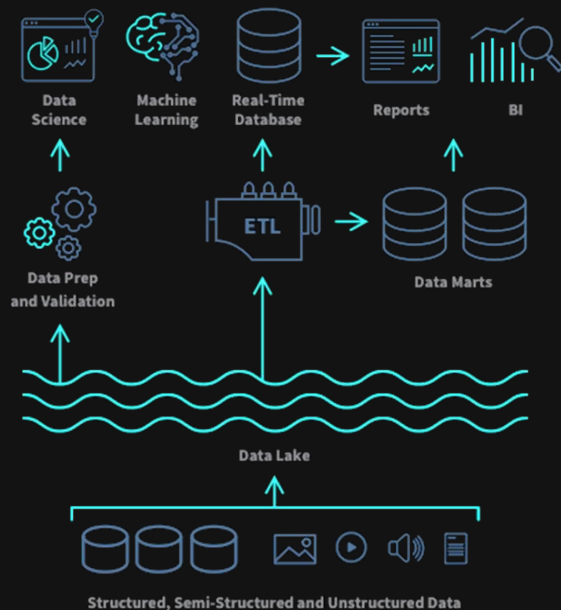 Data
Science
Machine
Learning
Real-Time
Database
Reports
BI
ETL
Data Prep
and Validation
Data Marts
Data Lake
Structured, Semi-Structured and Unstructured Data